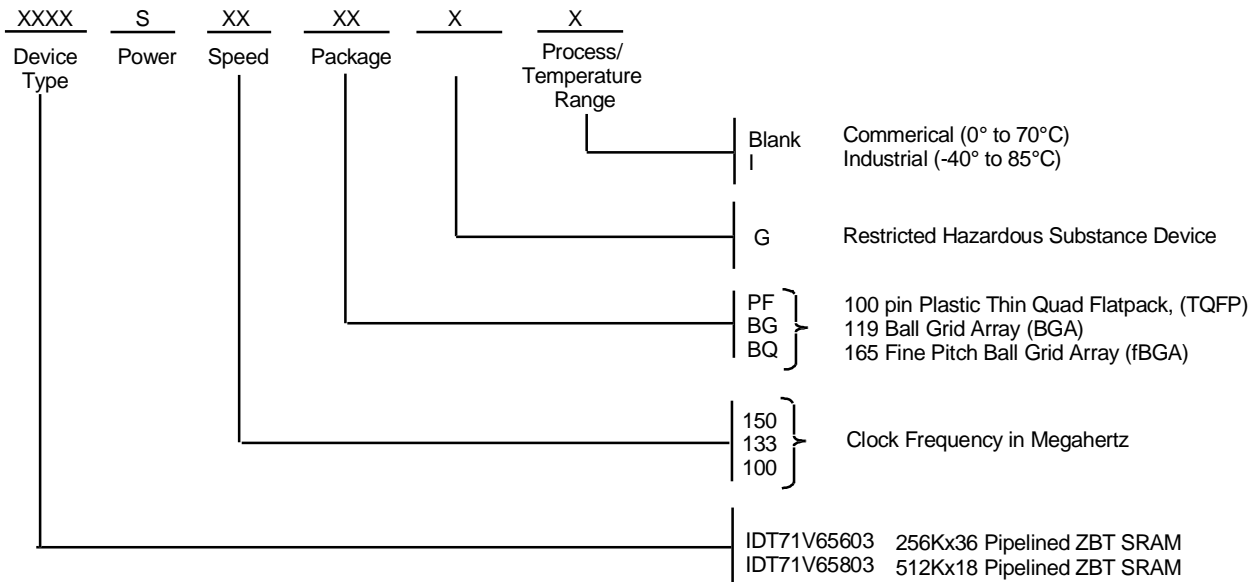 XXXX S XX XX X X
Device Type Power Speed Package Process/ Temperature Range
Blank Commerical (0° to 70°C)
I Industrial (-40° to 85°C)
G Restricted Hazardous Substance Device
PF 100 pin Plastic Thin Quad Flatpack, (TQFP)
BG 119 Ball Grid Array (BGA)
BQ 165 Fine Pitch Ball Grid Array (fBGA)
150
133 Clock Frequency in Megahertz
100
IDT71V65603 256Kx36 Pipelined ZBT SRAM
IDT71V65803 512Kx18 Pipelined ZBT SRAM